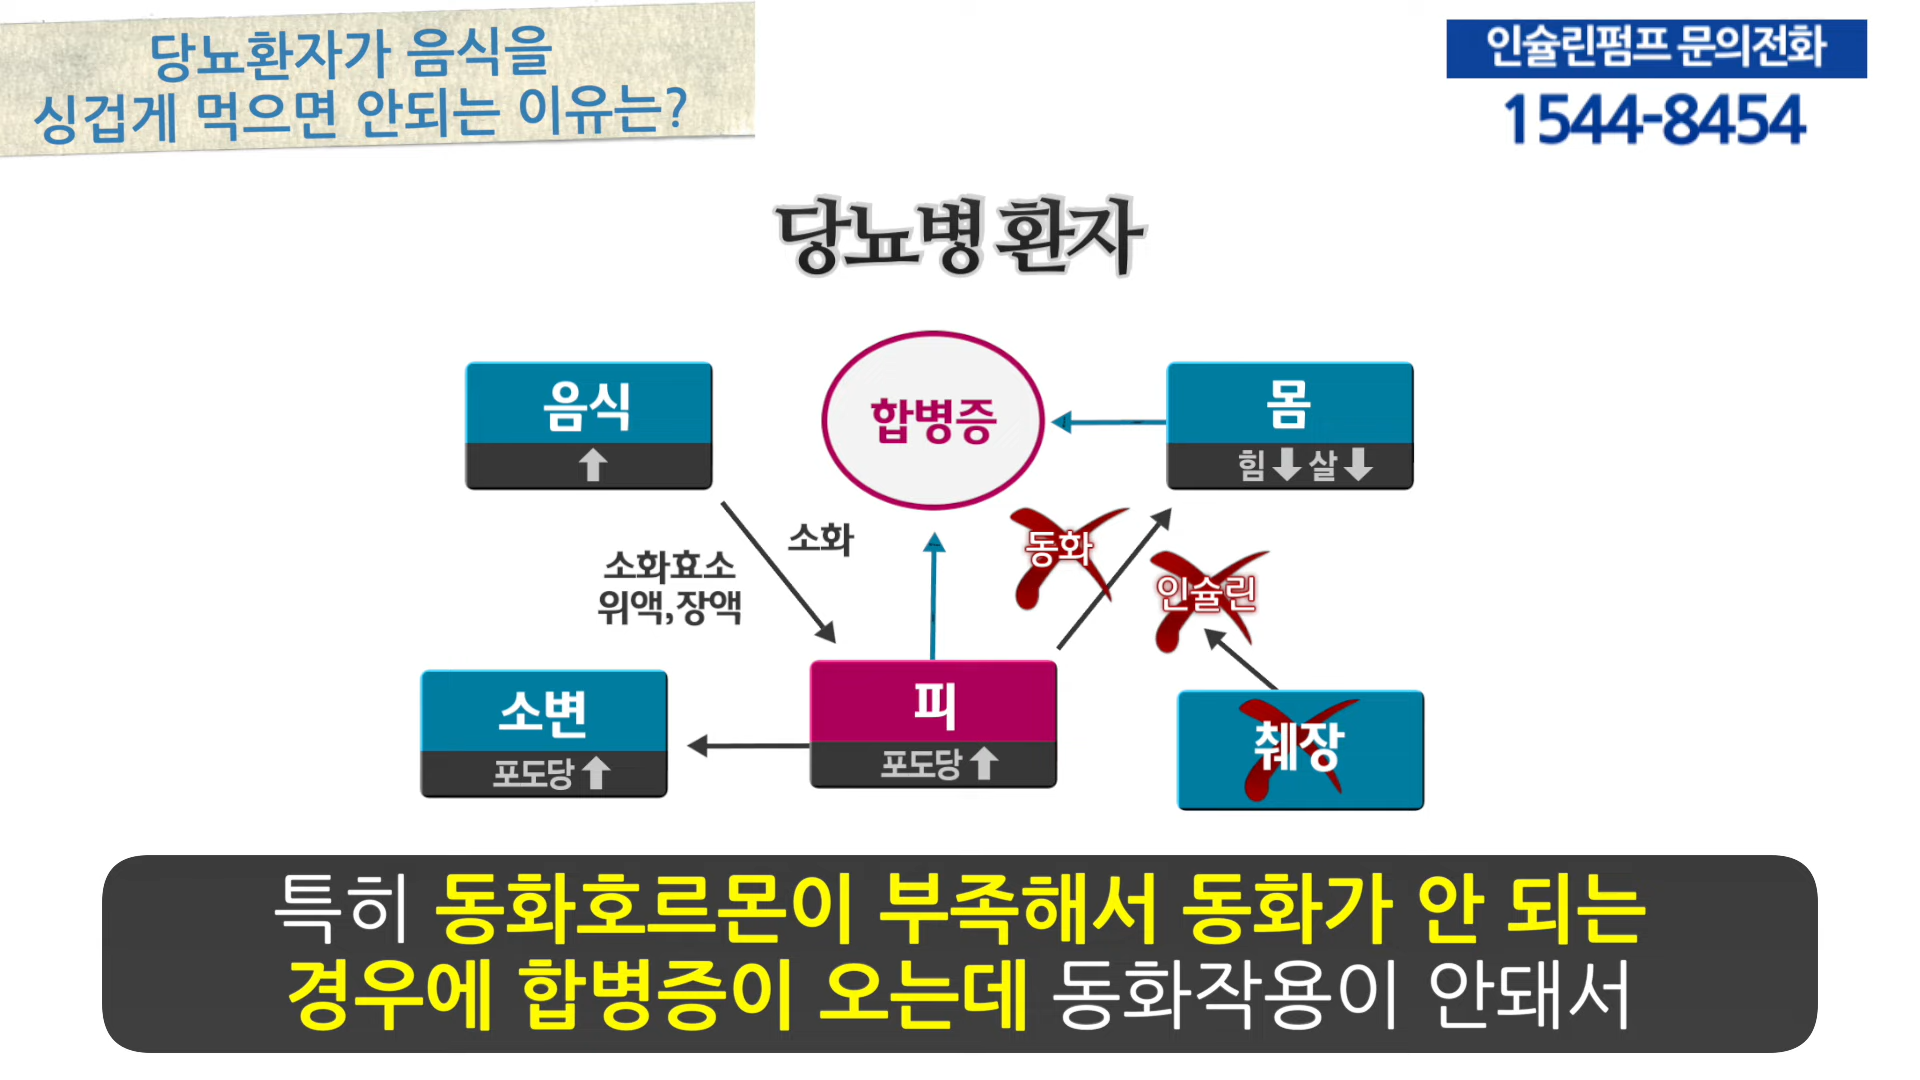 당뇨환자가 음식을
싱겁게 먹으면 안되는 이유는?
인슐린펌프 문의전화
1544-8454
당뇨병 환자
음식
합병증
몸
힘 살
소화
동화
소화효소
위액,장액
인슐린
소변
포도당
피
포도당
췌장
특히 동화호르몬이 부족해서 동화가 안 되는
경우에 합병증이 오는데 동화작용이 안돼서